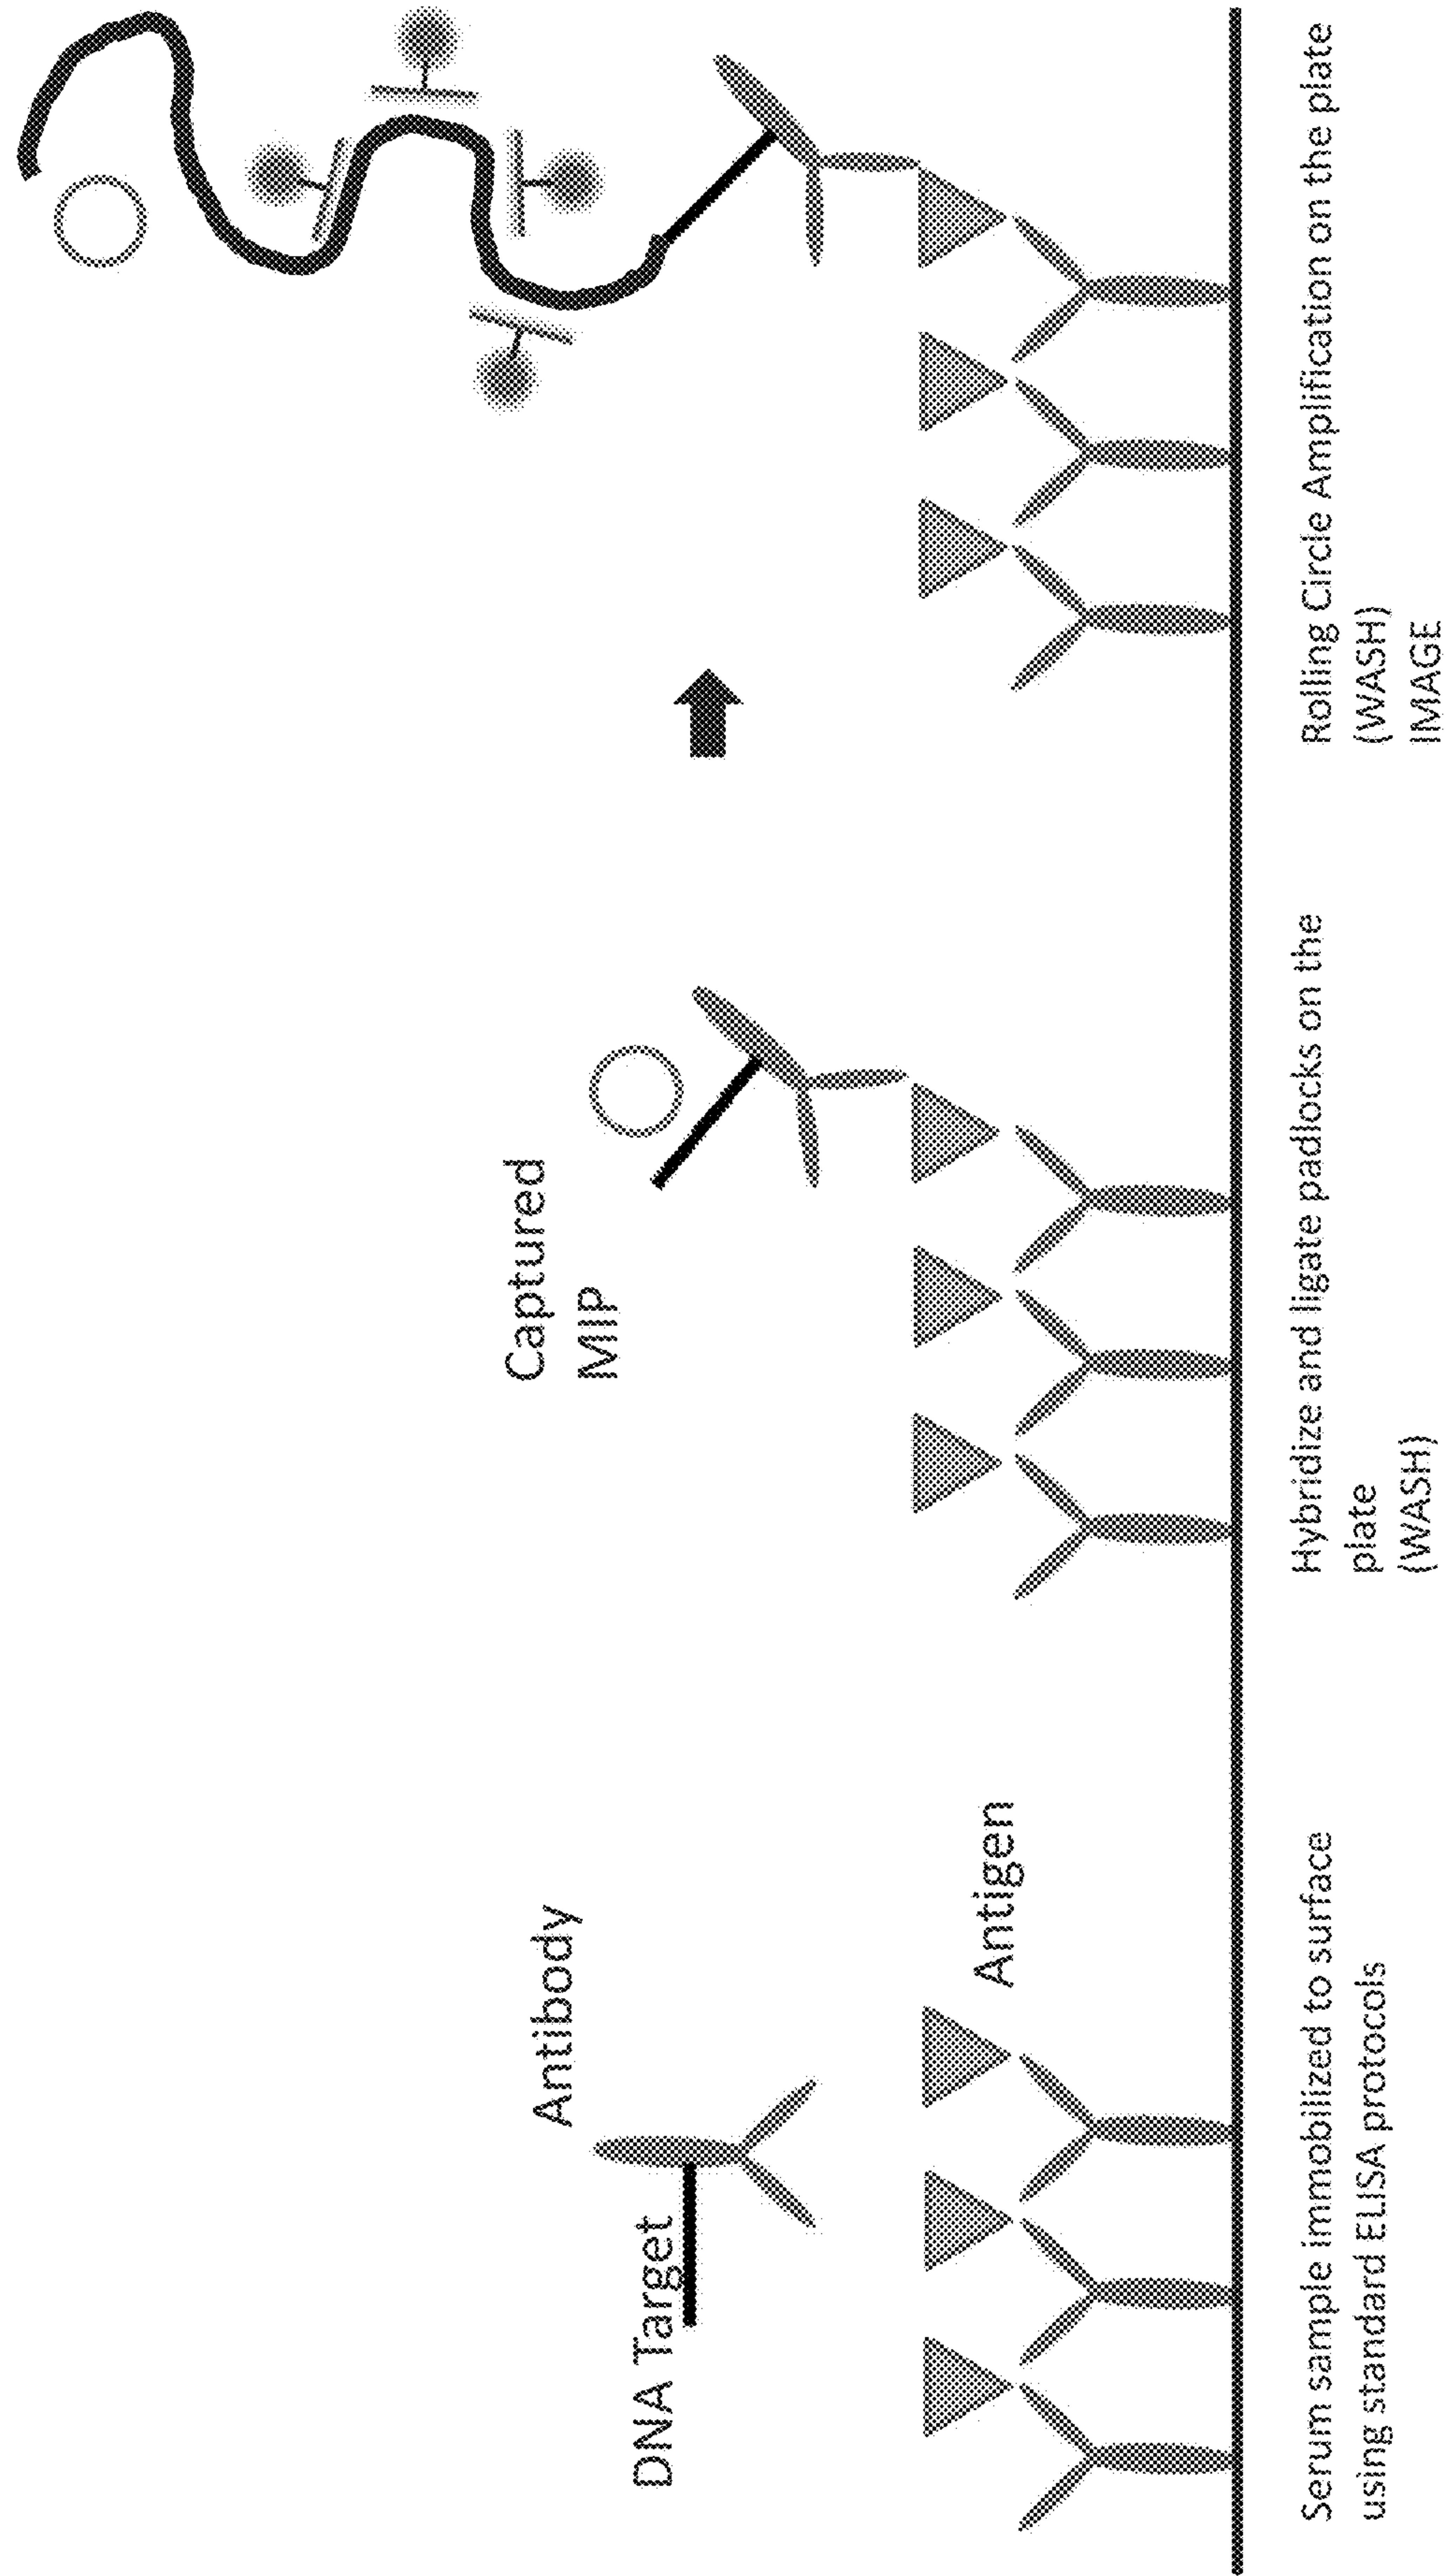 DNA Target
Antibody
Antigen
Serum sample immobilized to surface
using standard ELISA protocols
Captured
MIP
Hybridize and ligate padlocks on the
plate
(WASH)
Rolling Circle Amplification on the plate
(WASH)
IMAGE